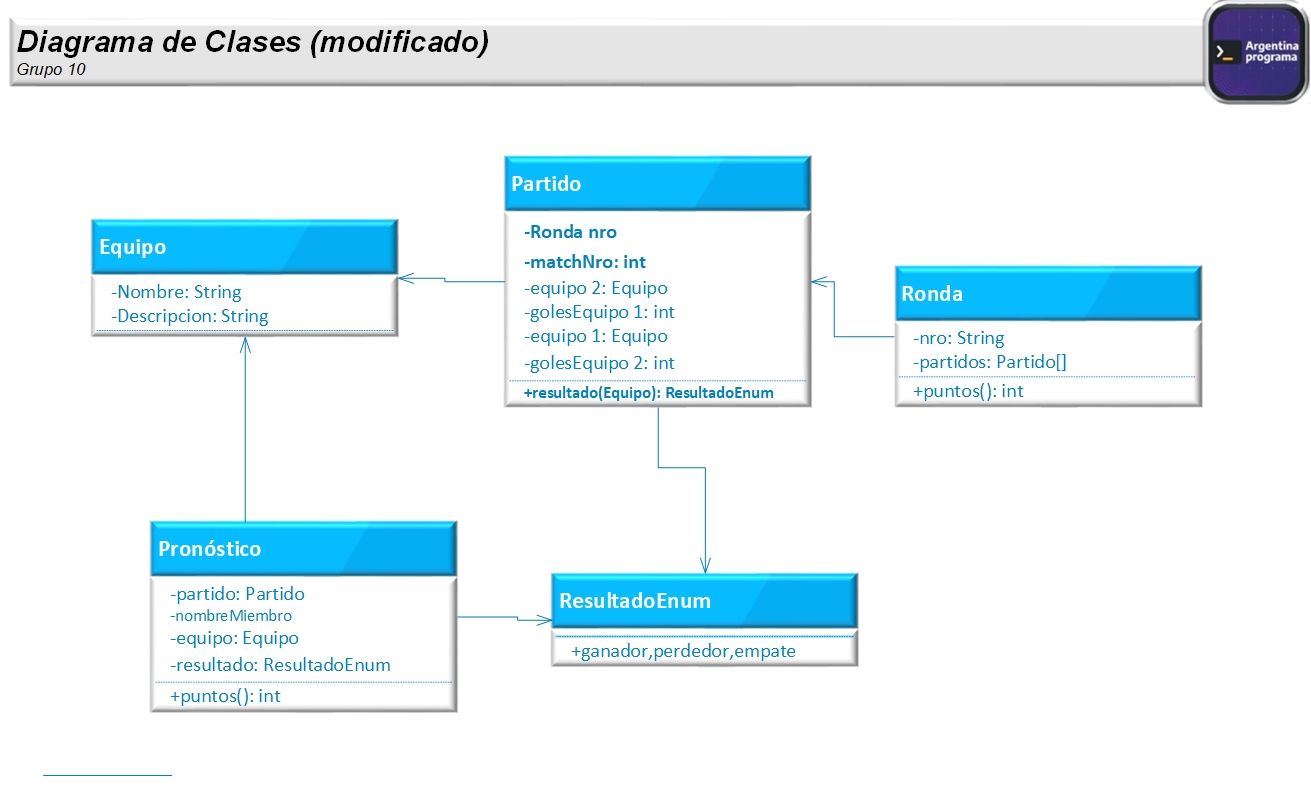 Diagrama de Clases (modificado)
Grupo 10
Argentina
programa
Partido
-Ronda nro
-matchNro: int
-equipo 2: Equipo
-golesEquipo 1: int
-equipo 1: Equipo
-golesEquipo 2: int
+resultado(Equipo): ResultadoEnum
Equipo
-Nombre: String
-Descripcion: String
Ronda
-nro: String
-partidos: Partido[]
+puntos(): int
Pronóstico
-partido: Partido
-nombreMiembro
-equipo: Equipo
-resultado: ResultadoEnum
+puntos(): int
ResultadoEnum
+ganador,perdedor,empate